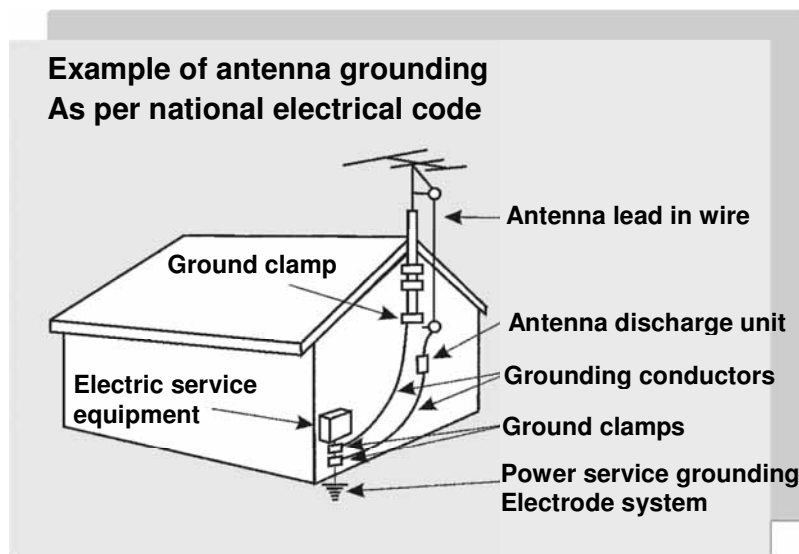 Example of antenna grounding
As per national electrical code
Antenna lead in wire
Ground clamp
Antenna discharge unit
Electric service
equipment
Grounding conductors
Ground clamps
Power service grounding
Electrode system